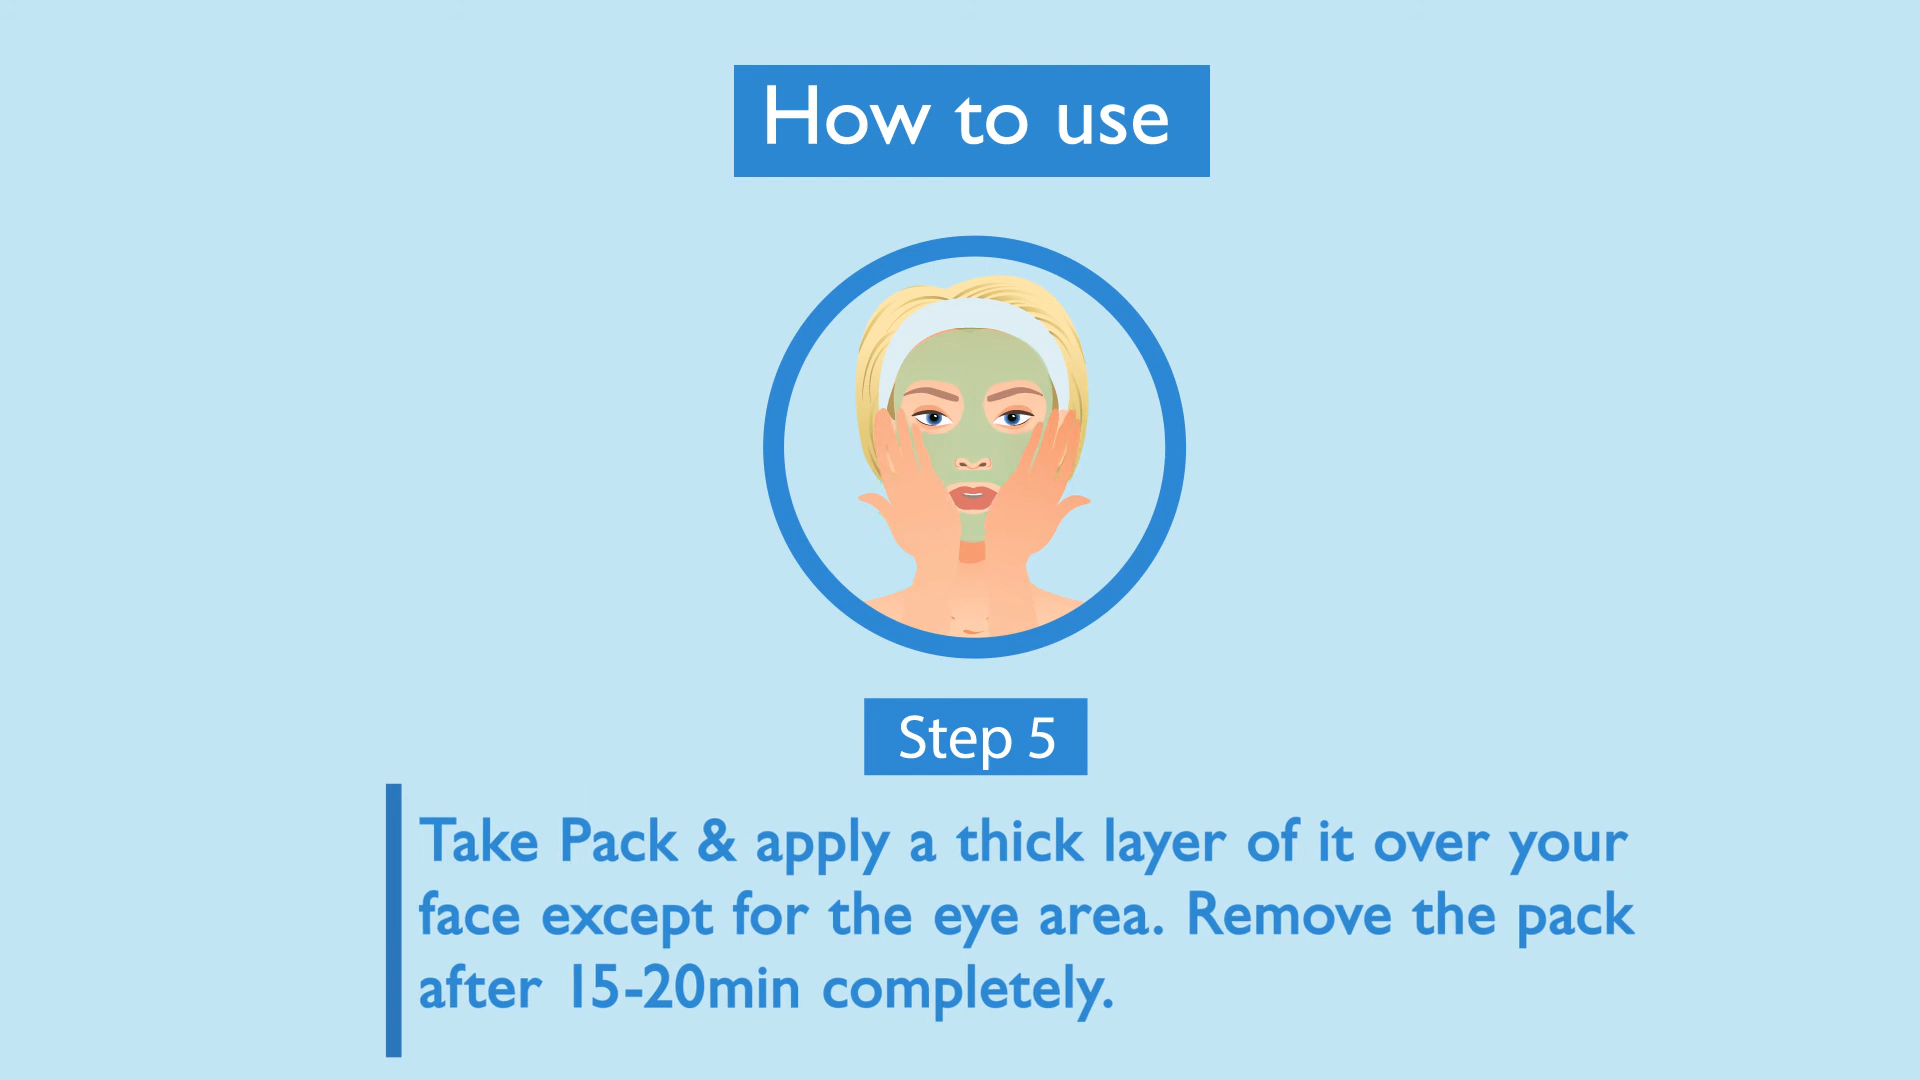 How to use
Step 5
Take Pack & apply a thick layer of it over your
face except for the eye area. Remove the pack
after 15-20min completely.